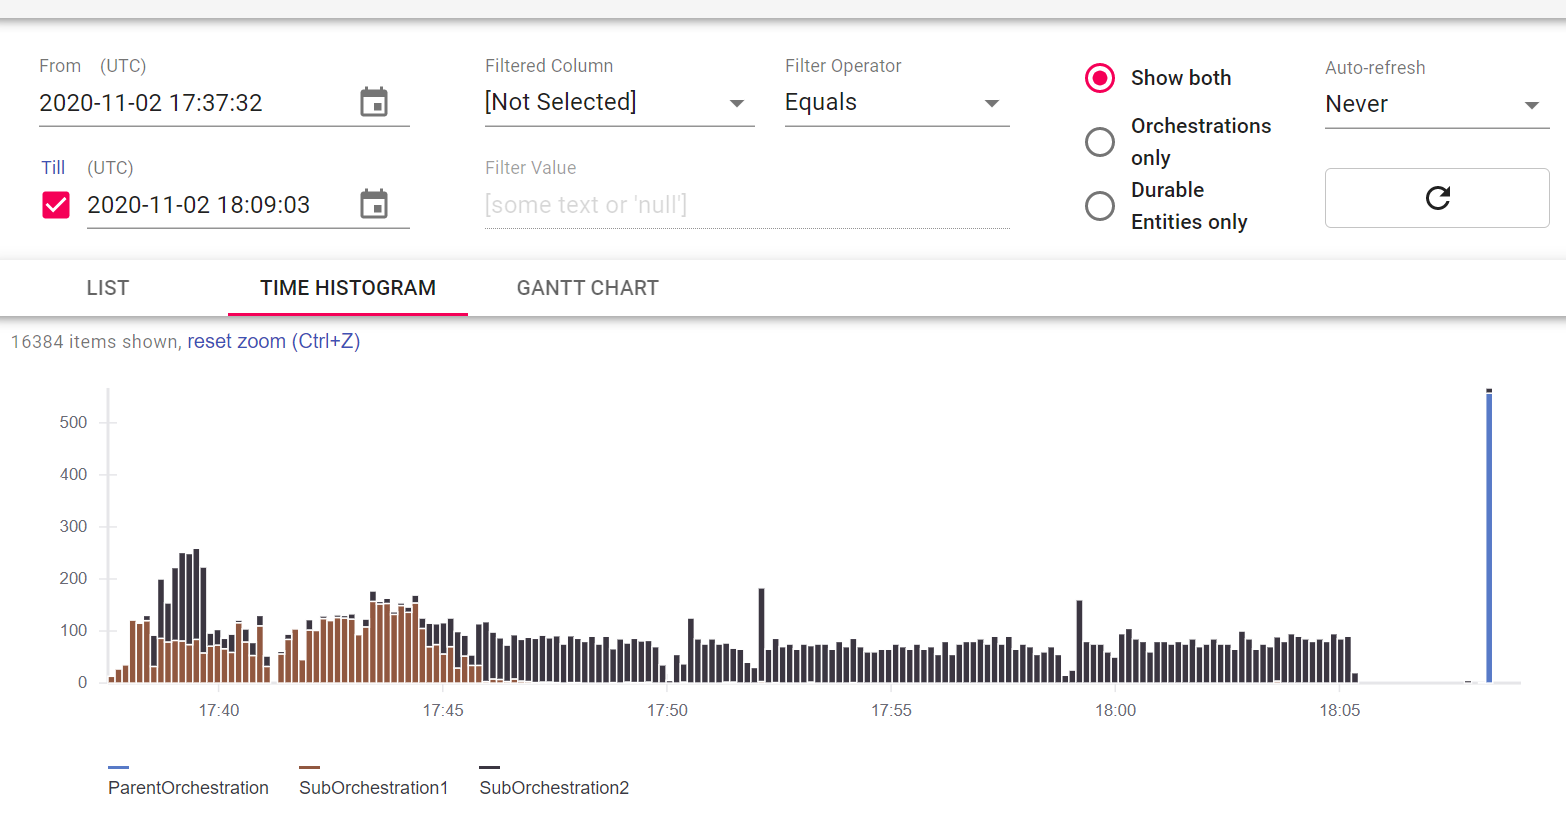 From (UTC)
2020-11-02 17:37:32
Till (UTC)
2020-11-02 18:09:03
Filtered Column
[Not Selected]
Filter Operator
Equals
Filter Value
[some text or 'null']
Show both
Orchestrations
only
Durable
Entities only
Auto-refresh
Never
LIST TIME HISTOGRAM GANTT CHART
16384 items shown, reset zoom (Ctrl+Z)
500
400
300
200
100
0
17:40 17:45 17:50 17:55 18:00 18:05
ParentOrchestration SubOrchestration1 SubOrchestration2